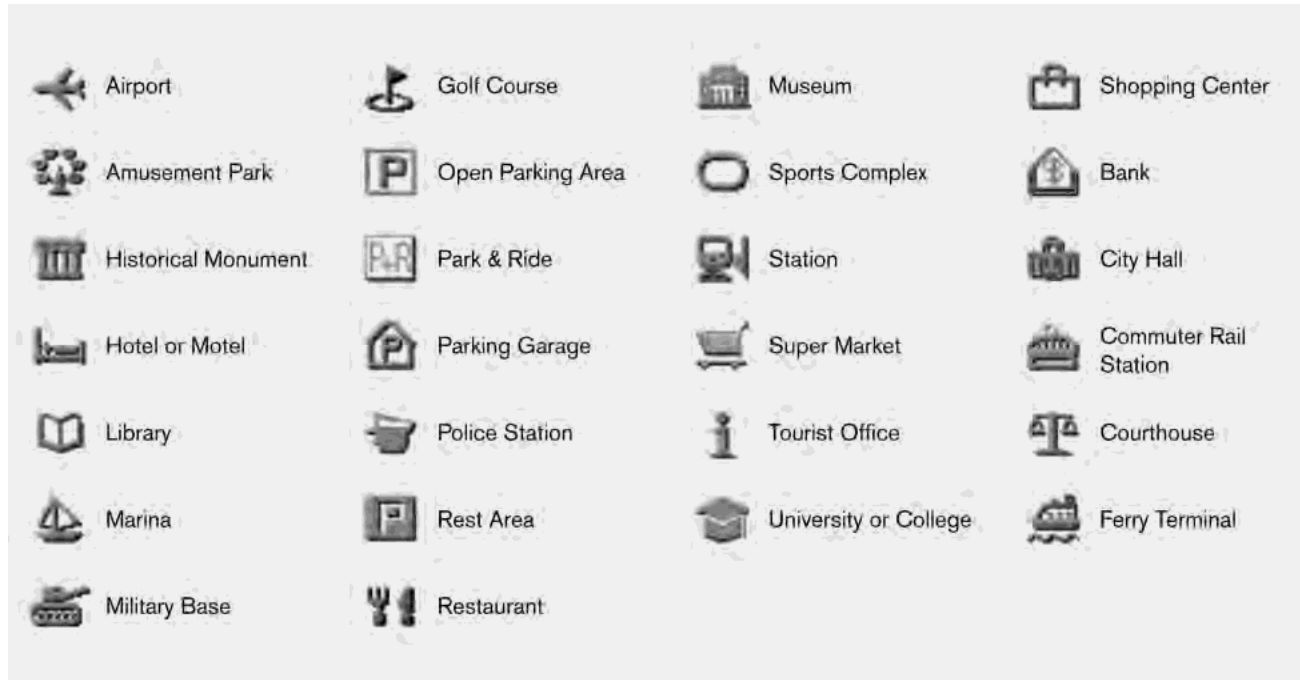 Airport
Amusement Park
Historical Monument
Hotel or Motel
Library
Marina
Military Base
Golf Course
P Open Parking Area
P&R Park & Ride
P Parking Garage
Police Station
P Rest Area
Restaurant
Museum
Sports Complex
Station
Super Market
i Tourist Office
University or College
Shopping Center
$ Bank
City Hall
Commuter Rail
Station
Courthouse
Ferry Terminal